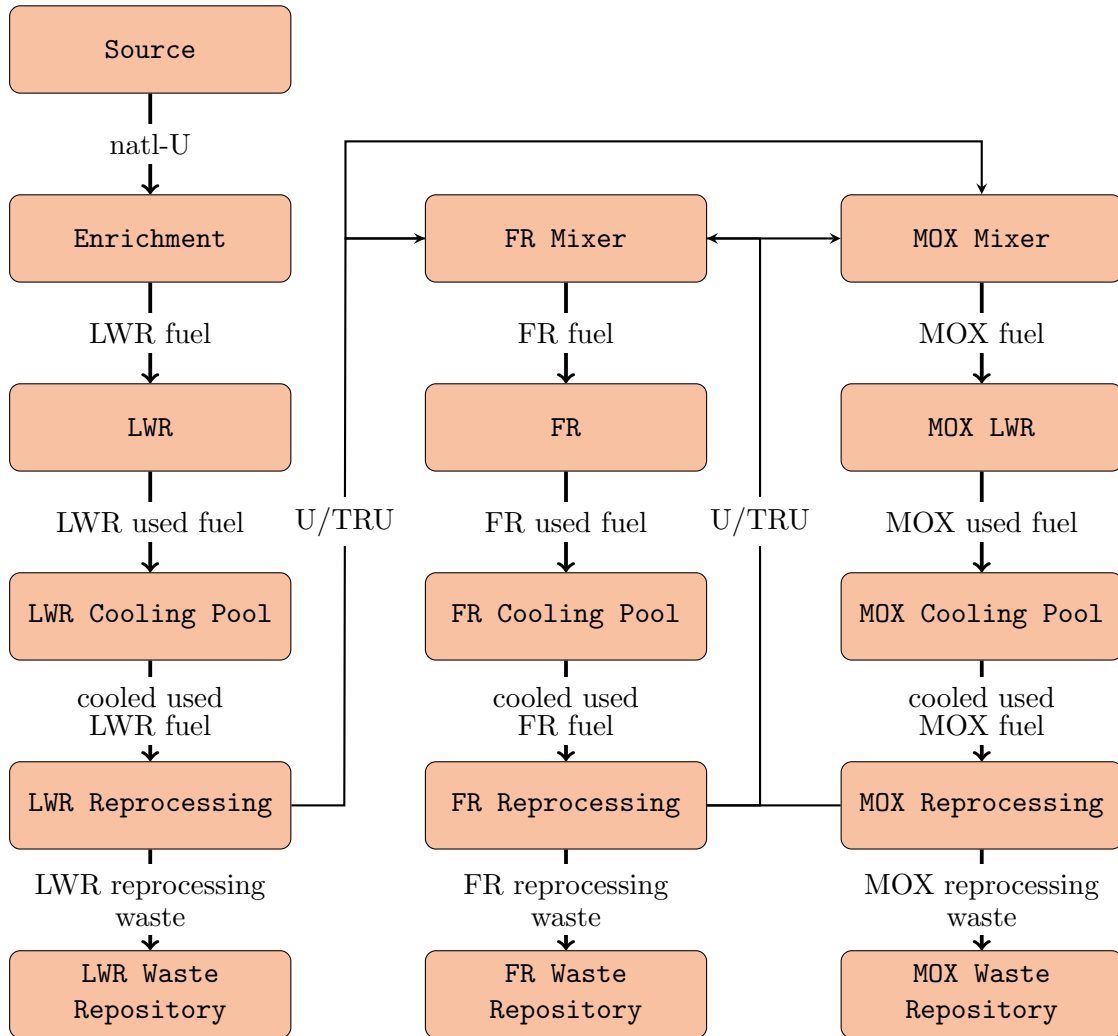 Source
natl-U
Enrichment
FR Mixer
MOX Mixer
LWR fuel
FR fuel
MOX fuel
LWR
FR
MOX LWR
LWR used fuel
U/TRU
FR used fuel
U/TRU
MOX used fuel
LWR Cooling Pool
FR Cooling Pool
MOX Cooling Pool
cooled used
LWR fuel
cooled used
FR fuel
cooled used
MOX fuel
LWR Reprocessing
FR Reprocessing
MOX Reprocessing
LWR reprocessing
waste
FR reprocessing
waste
MOX reprocessing
waste
LWR Waste
Repository
FR Waste
Repository
MOX Waste
Repository